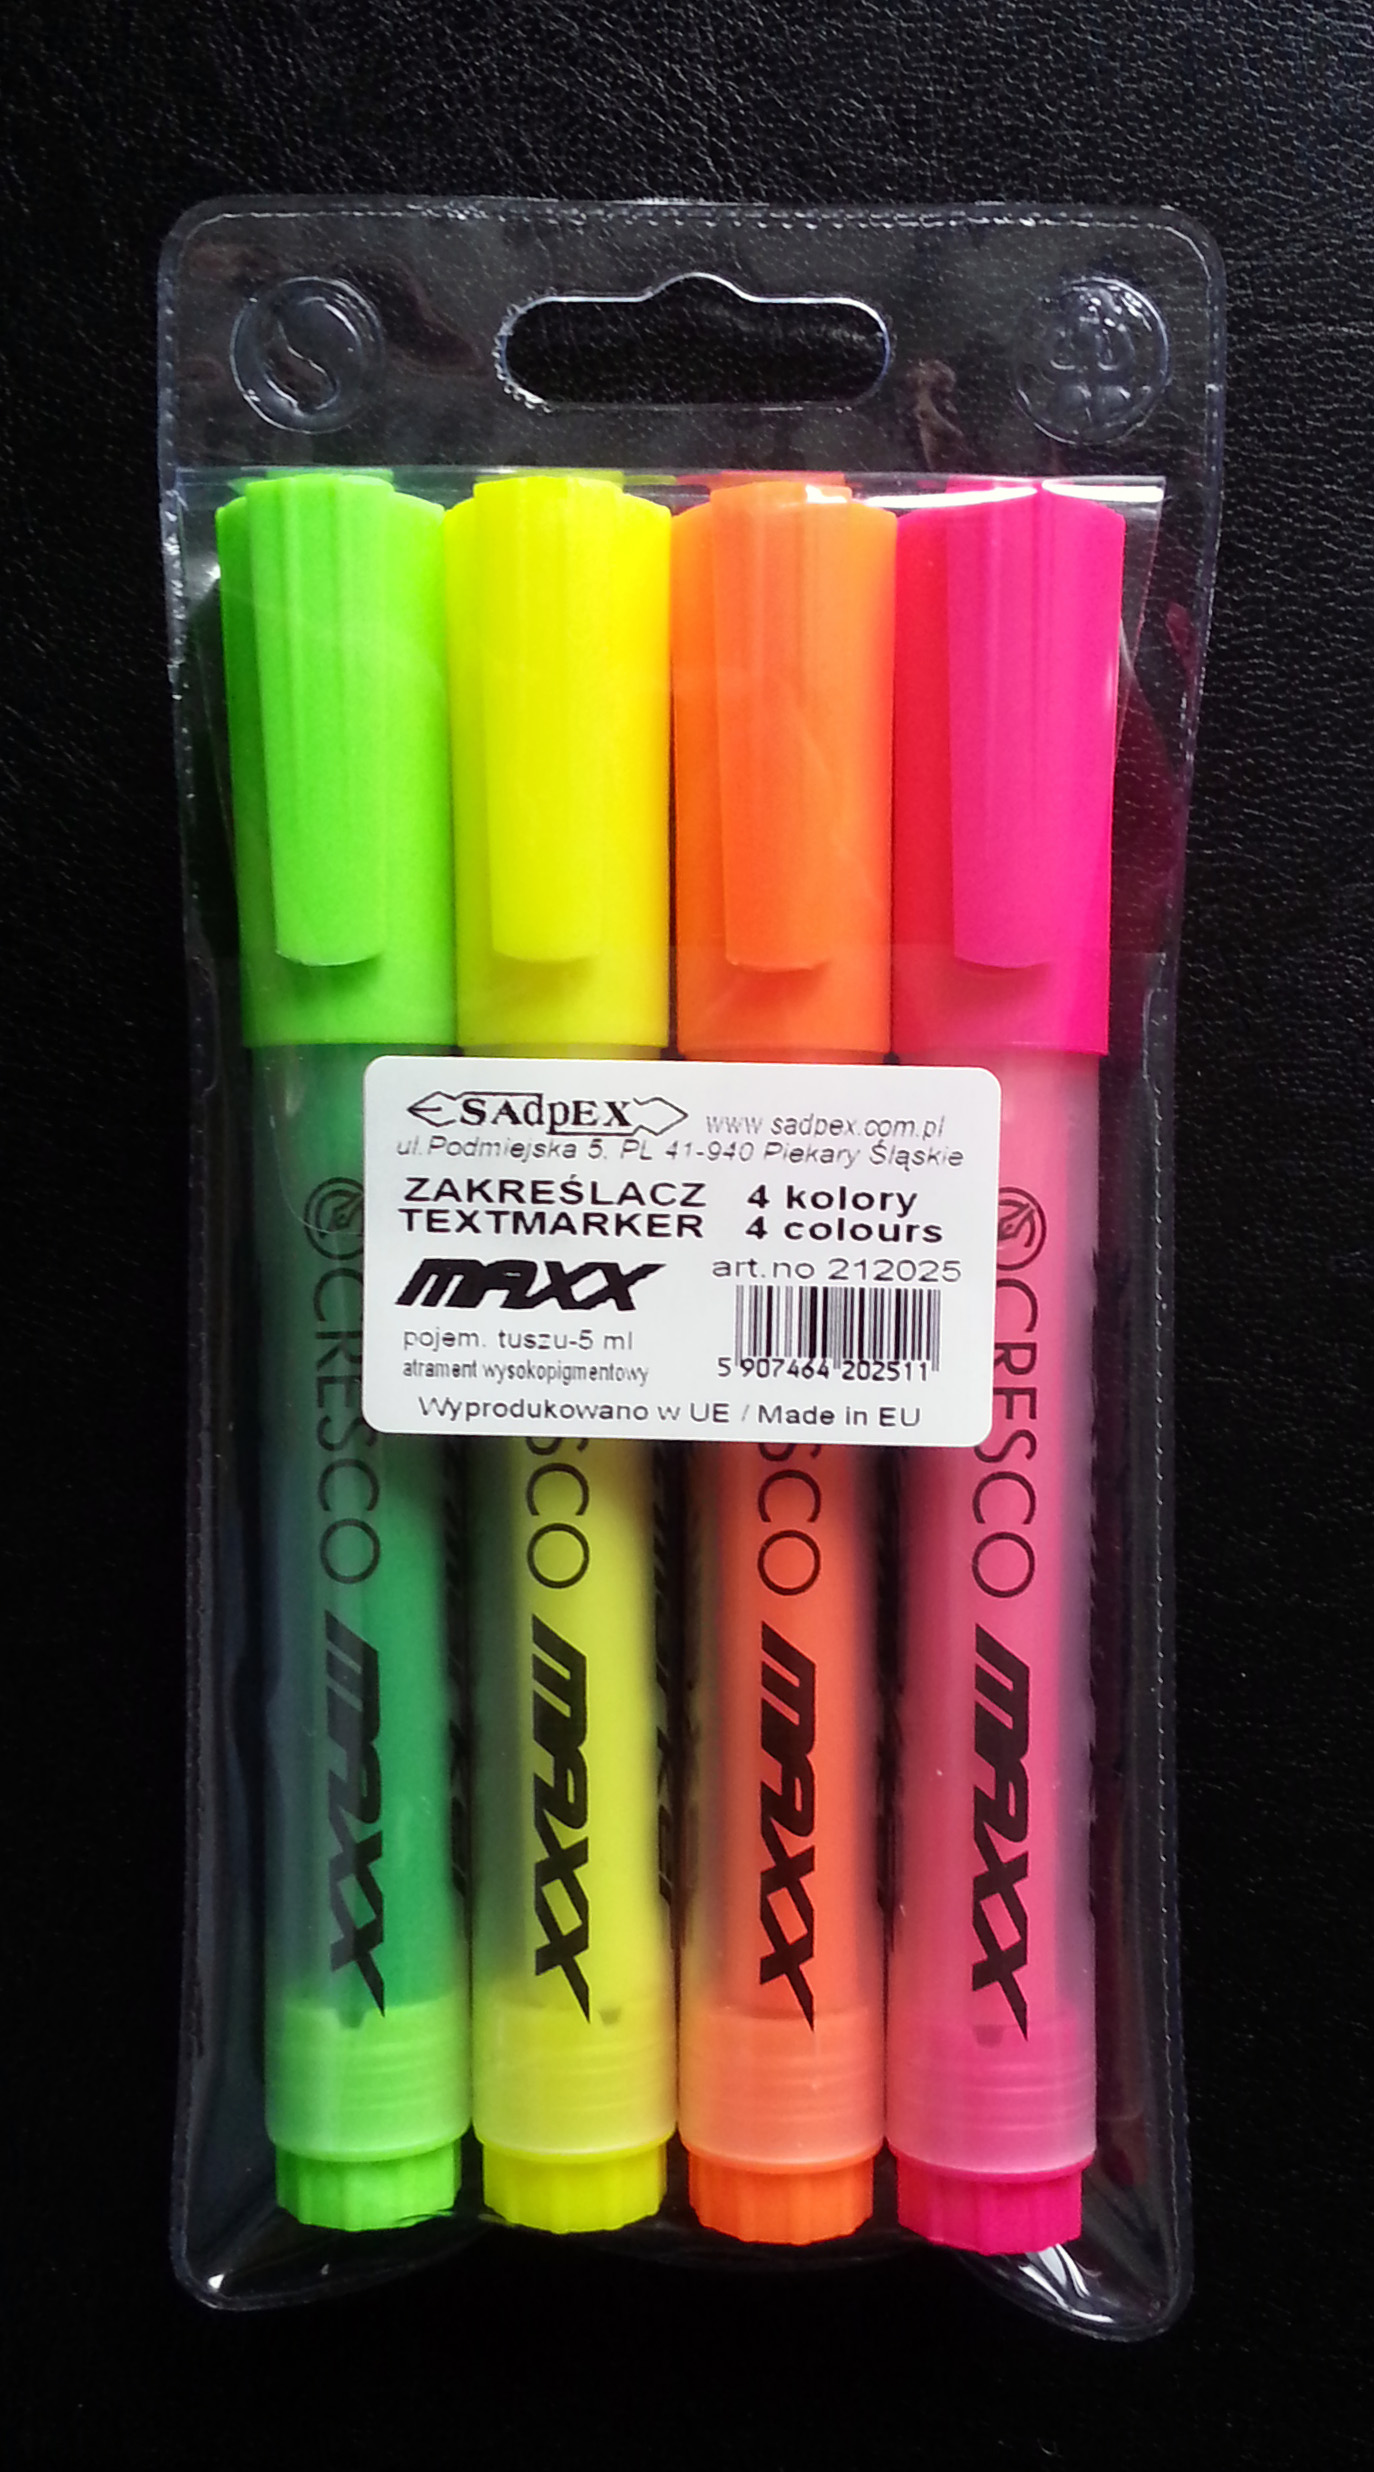 SAdpEX www sadpex.com.pl
ul.Podmiejska 5. PL 41-940 Piekary Śląskie
ZAKREŚLACZ 4 kolory
TEXTMARKER 4 colours
MAXX art.no 212025
pojem. tuszu-5 ml
atrament wysokopigmentowy
5 907464 202511
Wyprodukowano w UE / Made in EU
CRESCO MAXX
SCO MAXX
SCO MAXX
CRESCO MAXX